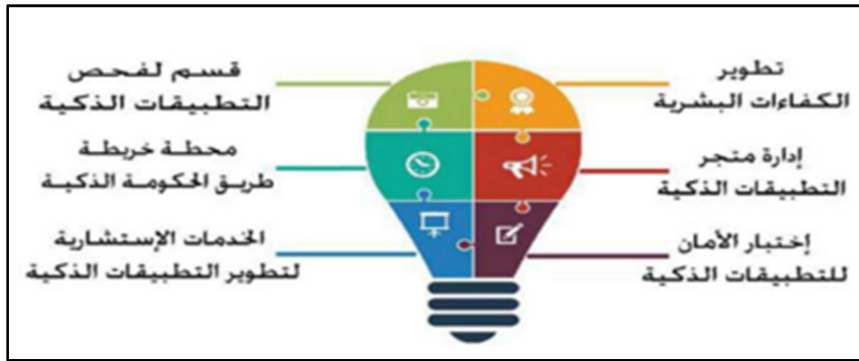 تطوير
الكفاءات البشرية
إدارة متجر
التطبيقات الذكية
إختبار الأمان
للتطبيقات الذكية
قسم لفحص
التطبيقات الذكية
محطة خريطة
طريق الحكومة الذكية
الخدمات الإستشارية
لتطوير التطبيقات الذكية